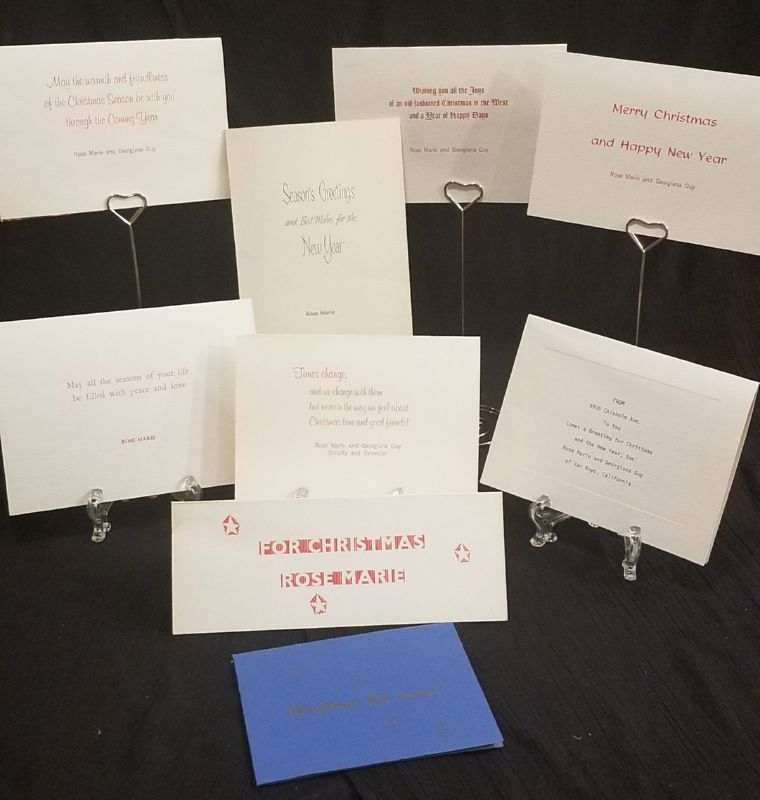 May the warmth and friendliness
of the Christmas Season be with you
through the Coming Year
Rose Marie and Georgiana Guy
Wishing you all the Joys
of an old-fashioned Christmas in the West
and a Year of Happy Days
Rose Marie and Georgiana Guy
Merry Christmas
and Happy New Year
Rose Marie and Georgiana Guy
Season's Greetings
and Best Wishes for the
New Year
Rose Marie
May all the seasons of your life
be filled with peace and love
ROSE MARIE
Times change,
and we change with them
but never in the way we feel about
Christmas time and good friends!
Rose Marie and Georgiana Guy
Scruffy and Sylvester
FROM
6916 Chisholm Ave.
To You
Comes a Greeting for Christmas
and the New Year, too!
Rose Marie and Georgiana Guy
of Van Nuys, California
FOR CHRISTMAS
ROSE MARIE
Christmas